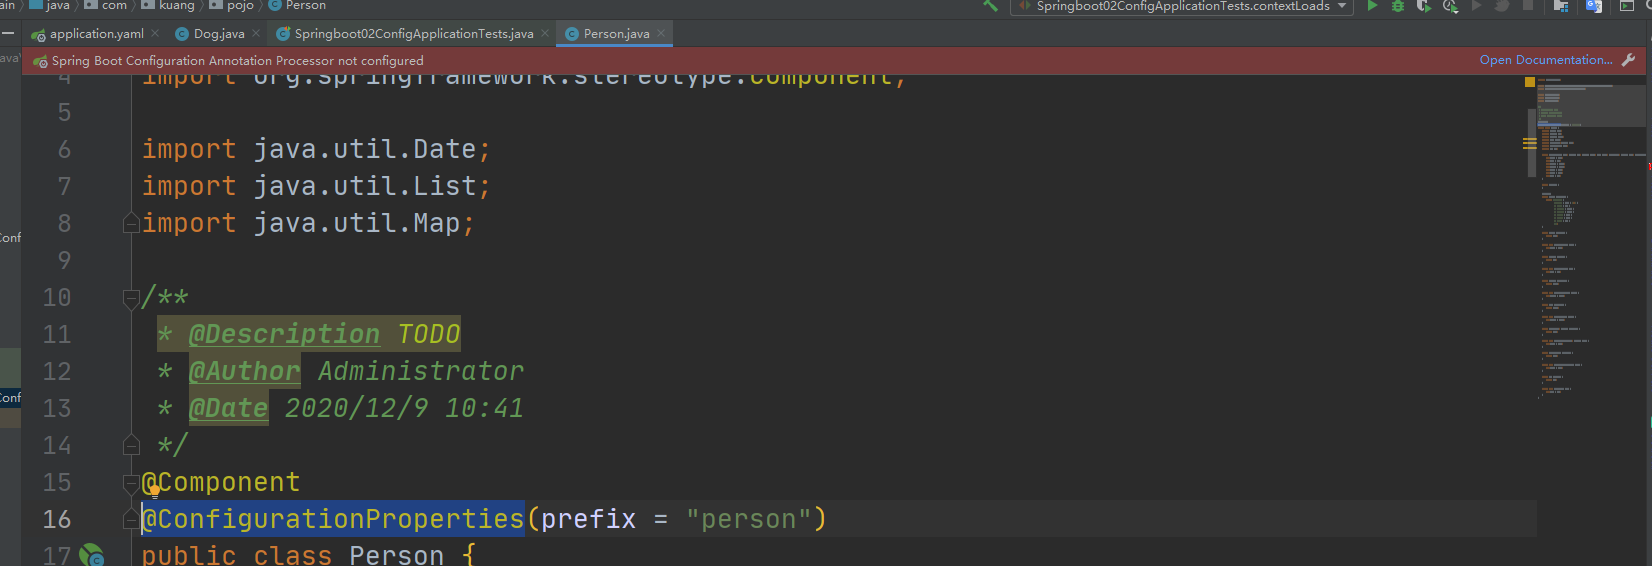 ain java com kuang pojo Person Springboot02ConfigApplicationTests.contextLoads
application.yaml Dog.java Springboot02ConfigApplicationTests.java Person.java
Spring Boot Configuration Annotation Processor not configured Open Documentation...
4 import org.springframework.stereotype.Component;
5
6 import java.util.Date;
7 import java.util.List;
8 import java.util.Map;
9
10 /**
11 * @Description TODO
12 * @Author Administrator
13 * @Date 2020/12/9 10:41
14 */
15 @Component
16 @ConfigurationProperties(prefix = "person")
17 public class Person {